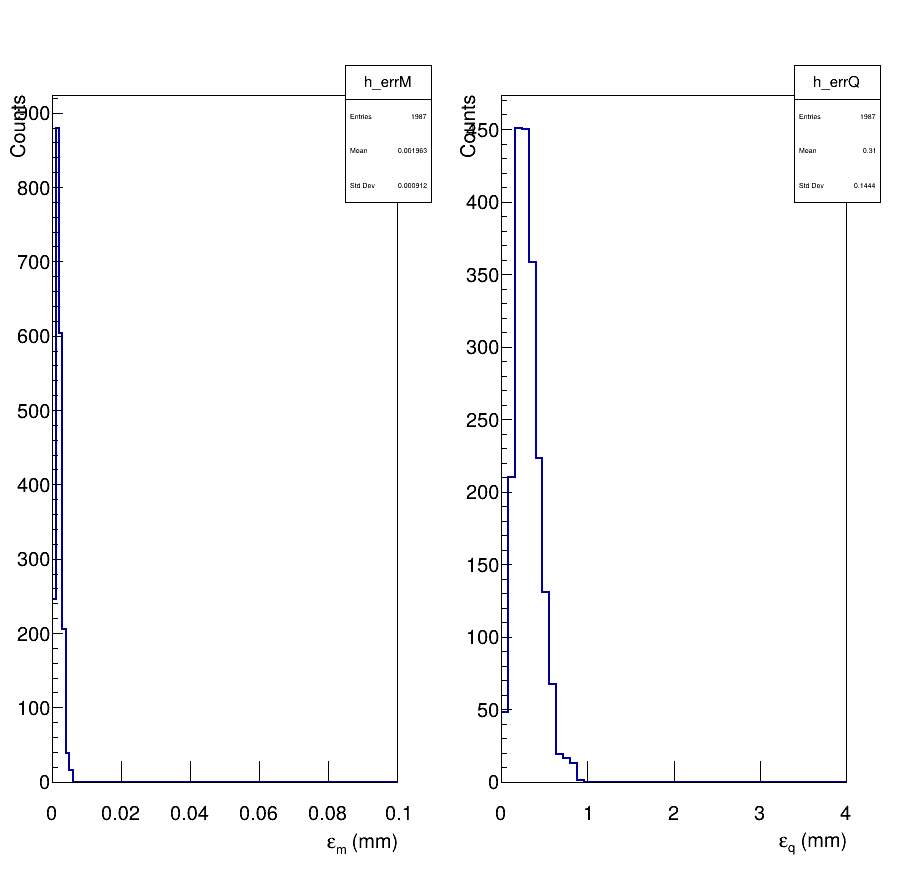 h_errM
Entries 1987
Mean 0.001963
Std Dev 0.000912
Counts
900
800
700
600
500
400
300
200
100
0
0 0.02 0.04 0.06 0.08 0.1
εm (mm)
h_errQ
Entries 1987
Mean 0.31
Std Dev 0.1444
Counts
450
400
350
300
250
200
150
100
50
0
0 1 2 3 4
εq (mm)